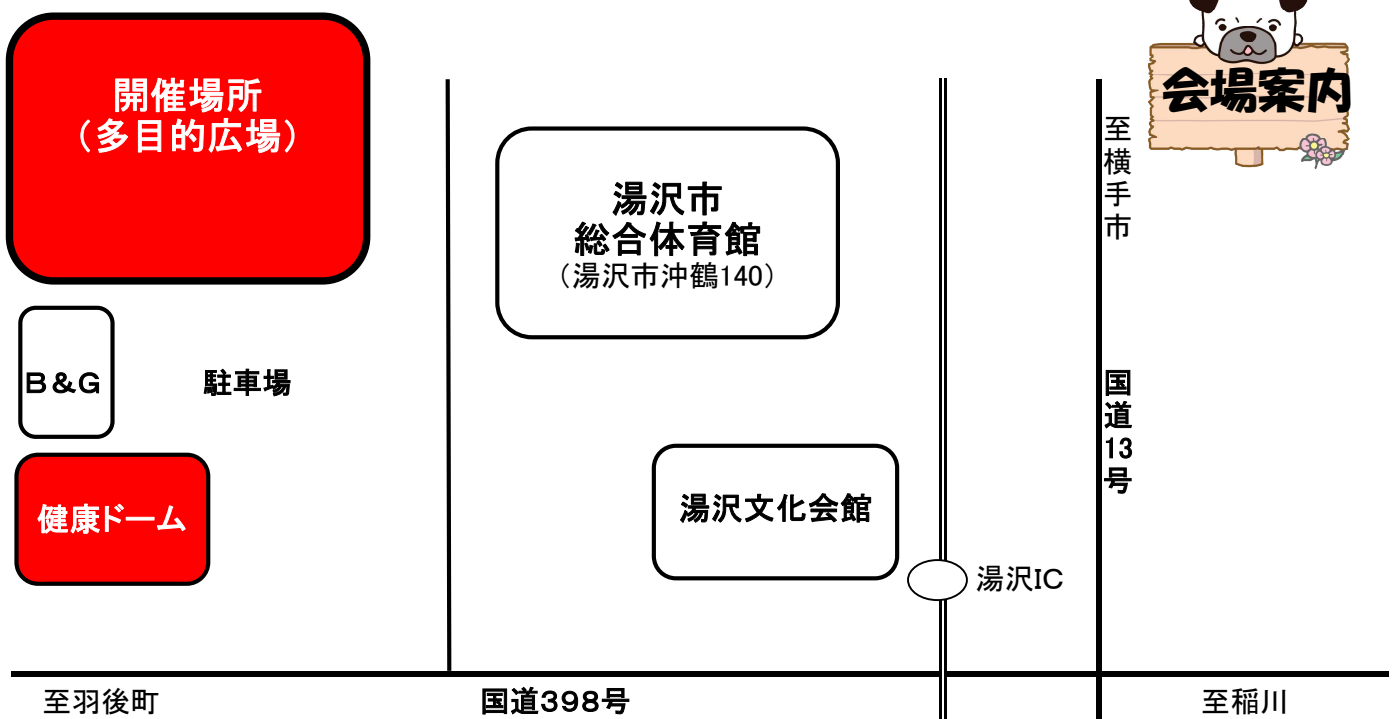 会場案内
開催場所
（多目的広場）
至横手市
湯沢市
総合体育館
（湯沢市沖鶴140）
B＆G
駐車場
国道13号
健康ドーム
湯沢文化会館
湯沢IC
至羽後町
国道398号
至稲川